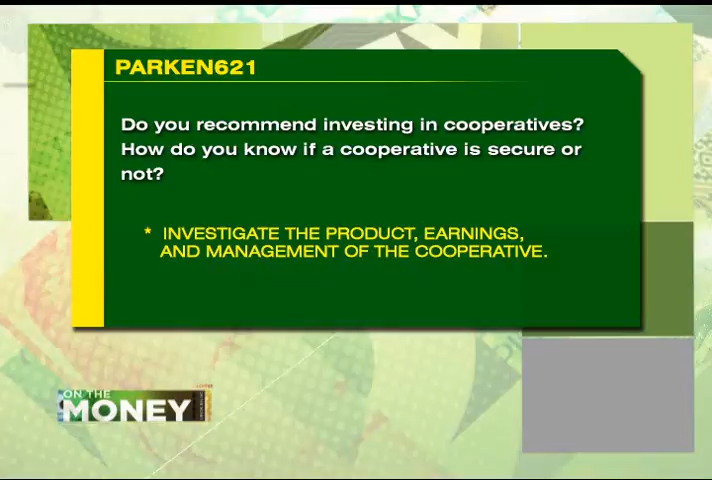 PARKEN621
Do you recommend investing in cooperatives?
How do you know if a cooperative is secure or
not?
* INVESTIGATE THE PRODUCT, EARNINGS,
AND MANAGEMENT OF THE COOPERATIVE.
ON THE
MONEY